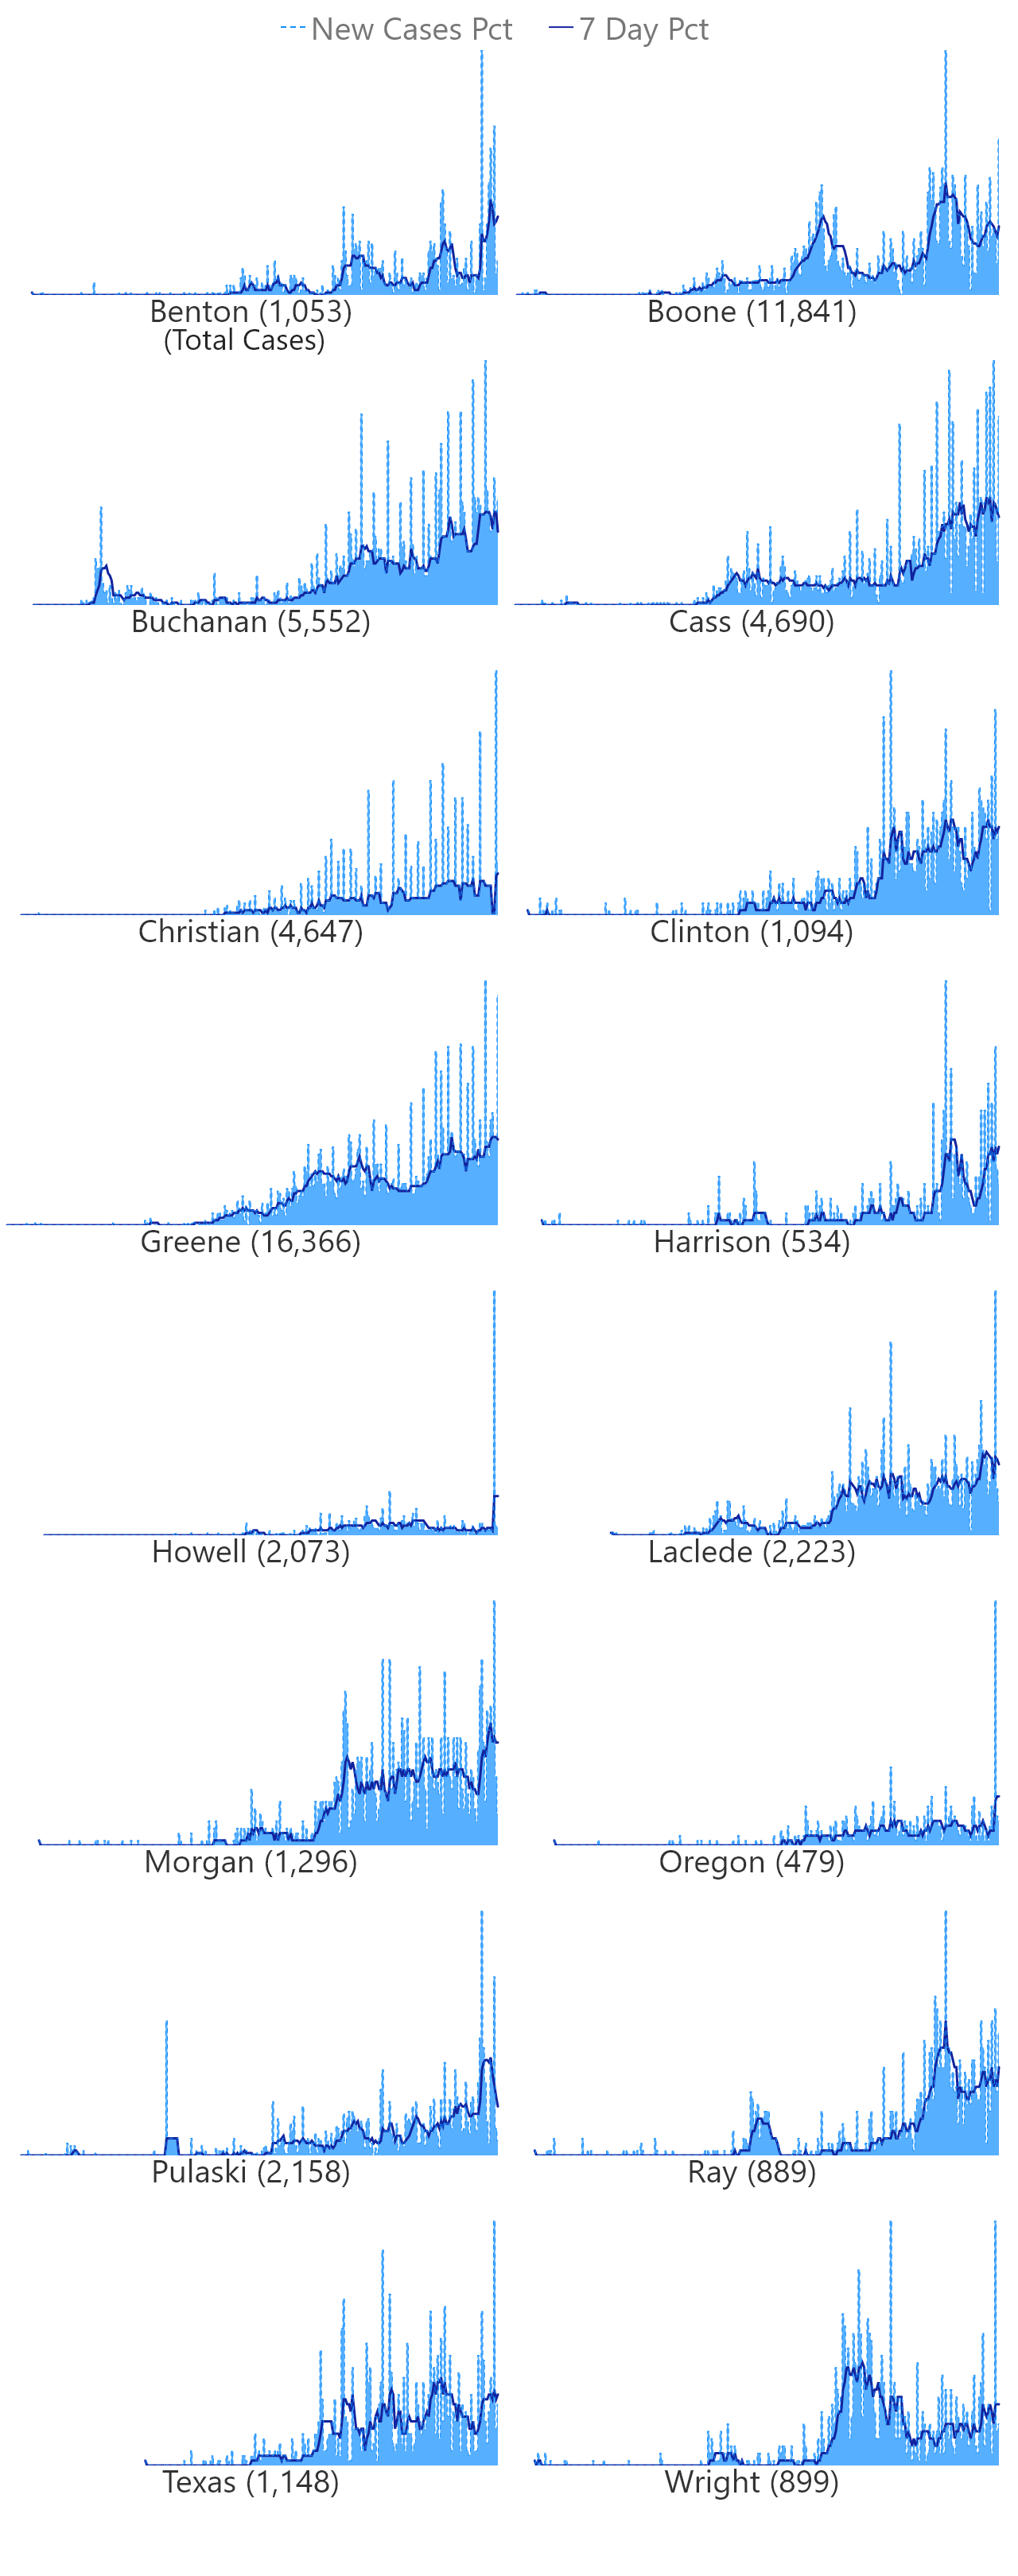 New Cases Pct 7 Day Pct
Benton (1,053) Boone (11,841)
(Total Cases)
Buchanan (5,552) Cass (4,690)
Christian (4,647) Clinton (1,094)
Greene (16,366) Harrison (534)
Howell (2,073) Laclede (2,223)
Morgan (1,296) Oregon (479)
Pulaski (2,158) Ray (889)
Texas (1,148) Wright (899)